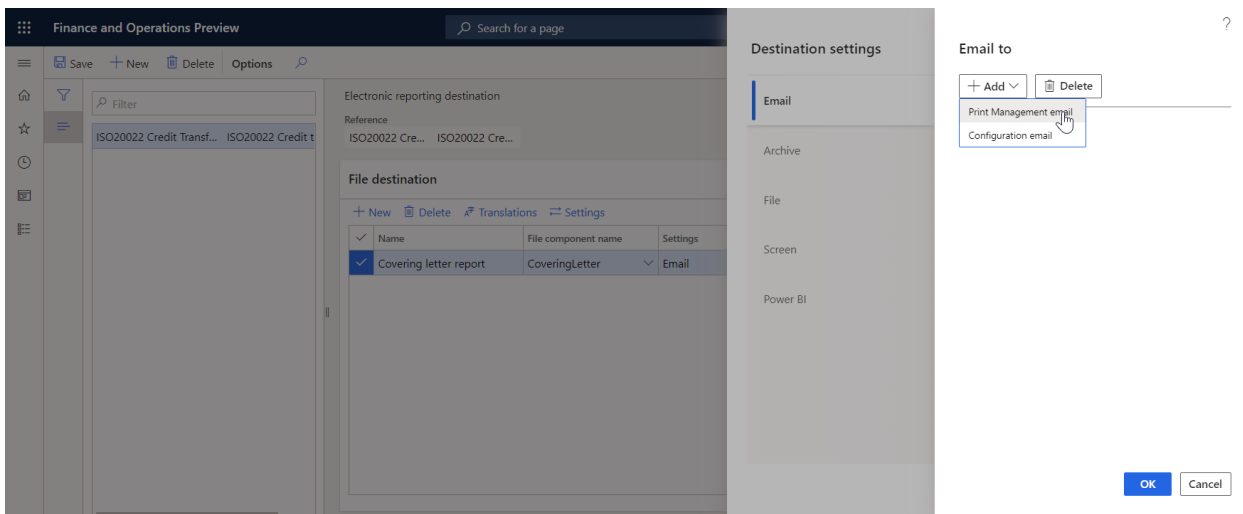 Finance and Operations Preview
Search for a page
?
Save New Delete Options
Filter
ISO20022 Credit Transf... ISO20022 Credit t
Electronic reporting destination
Reference
ISO20022 Cre... ISO20022 Cre...
File destination
New Delete Translations Settings
Name File component name Settings
Covering letter report CoveringLetter Email
Destination settings
Email
Archive
File
Screen
Power BI
Email to
Add Delete
Print Management email
Configuration email
OK Cancel